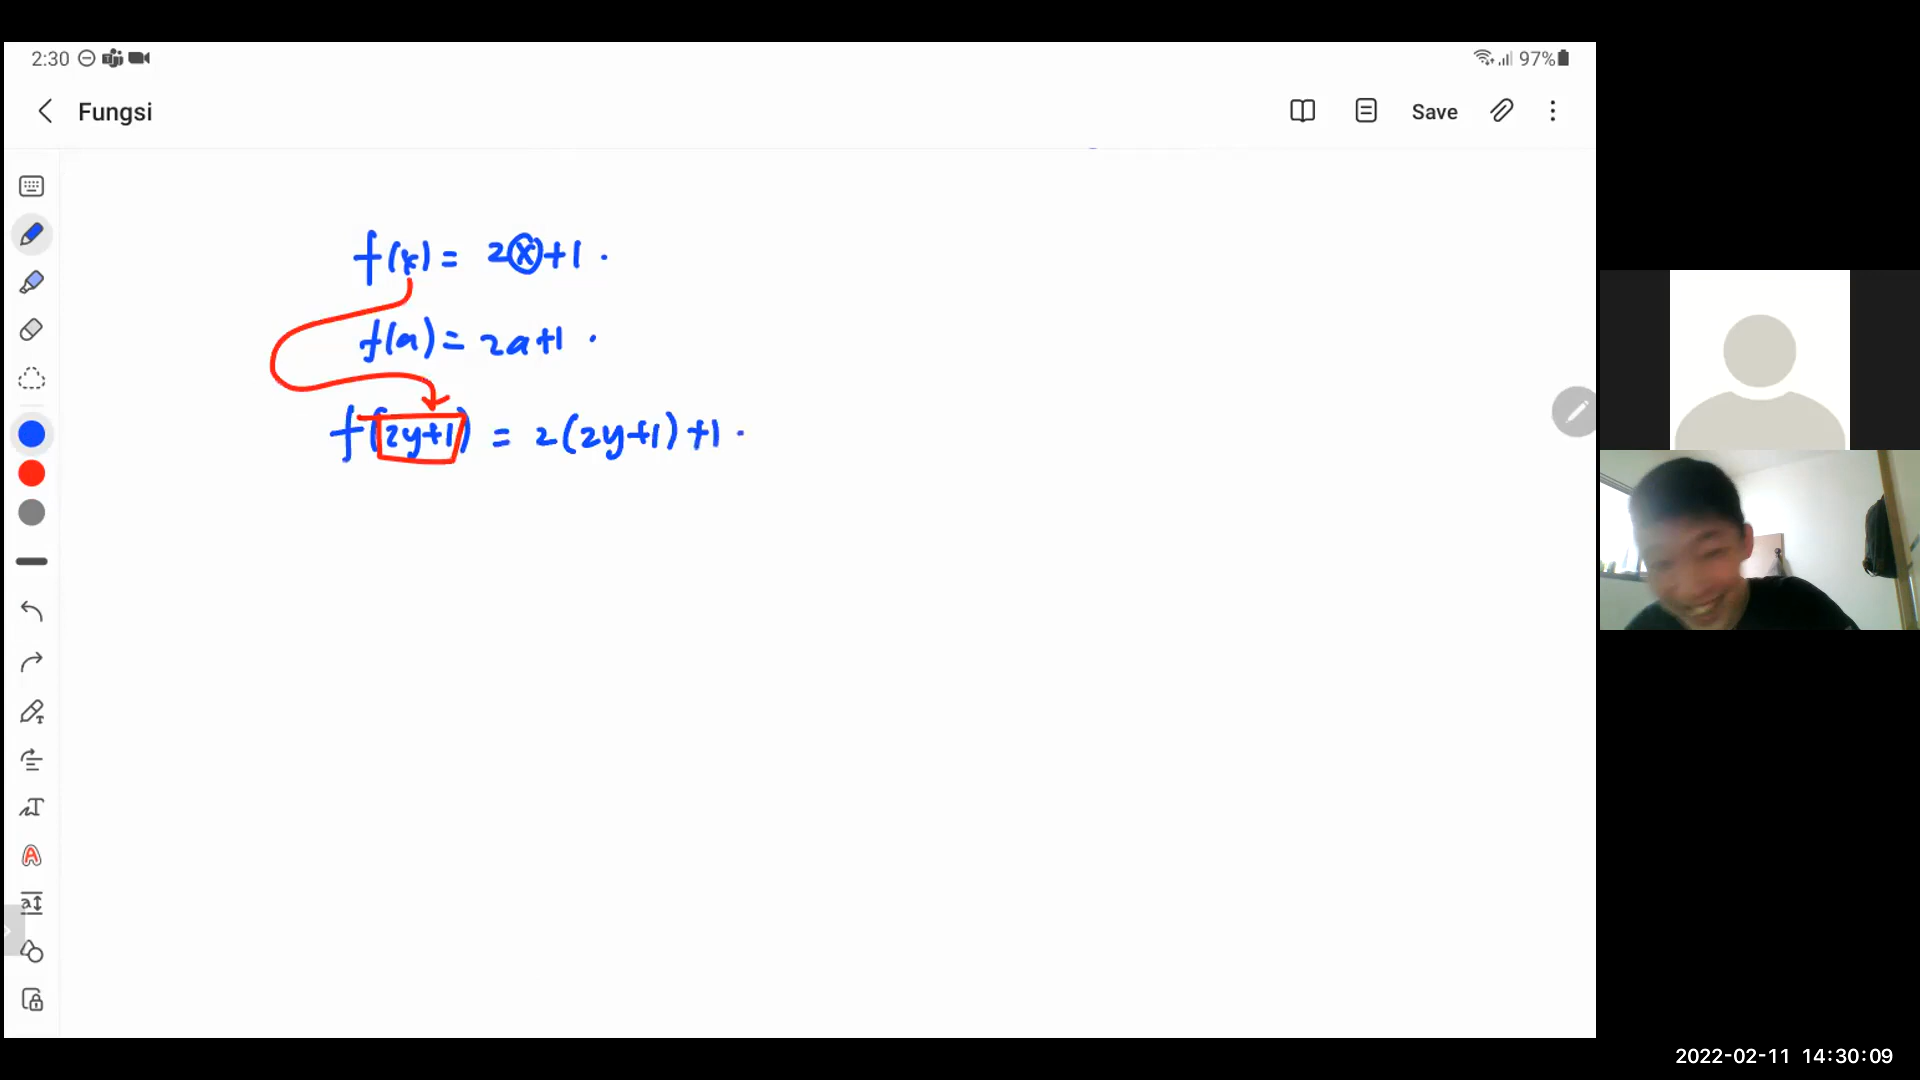 2:30 97%
Fungsi Save
f(x) = 2x+1 .
f(a) = 2a+1 .
f(2y+1) = 2(2y+1)+1 .
2022-02-11 14:30:09